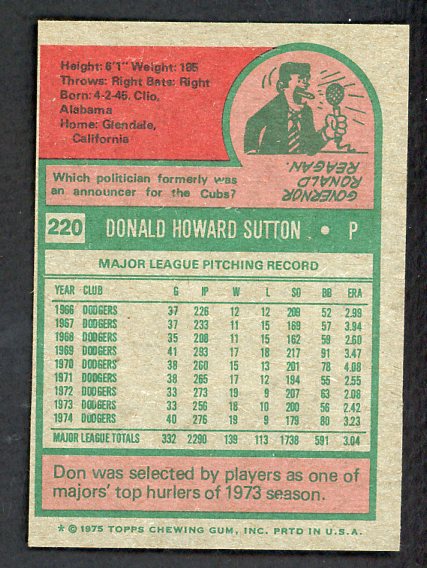 Height: 6'1" Weight: 185
Throws: Right Bats: Right
Born: 4-2-45, Clio,
Alabama
Home: Glendale,
California
Which politician formerly was
an announcer for the Cubs?
GOVERNOR
RONALD
REAGAN.
220 DONALD HOWARD SUTTON • P
MAJOR LEAGUE PITCHING RECORD
YEAR CLUB G IP W L SO BB ERA
1966 DODGERS 37 226 12 12 209 52 2.99
1967 DODGERS 37 233 11 15 169 57 3.94
1968 DODGERS 35 208 11 15 162 59 2.60
1969 DODGERS 41 293 17 18 217 91 3.47
1970 DODGERS 38 260 15 13 201 78 4.08
1971 DODGERS 38 265 17 12 194 55 2.55
1972 DODGERS 33 273 19 9 207 63 2.08
1973 DODGERS 33 256 18 10 200 56 2.42
1974 DODGERS 40 276 19 9 179 80 3.23
MAJOR LEAGUE TOTALS 332 2290 139 113 1738 591 3.04
Don was selected by players as one of
majors' top hurlers of 1973 season.
* © 1975 TOPPS CHEWING GUM, INC. PRTD IN U.S.A.